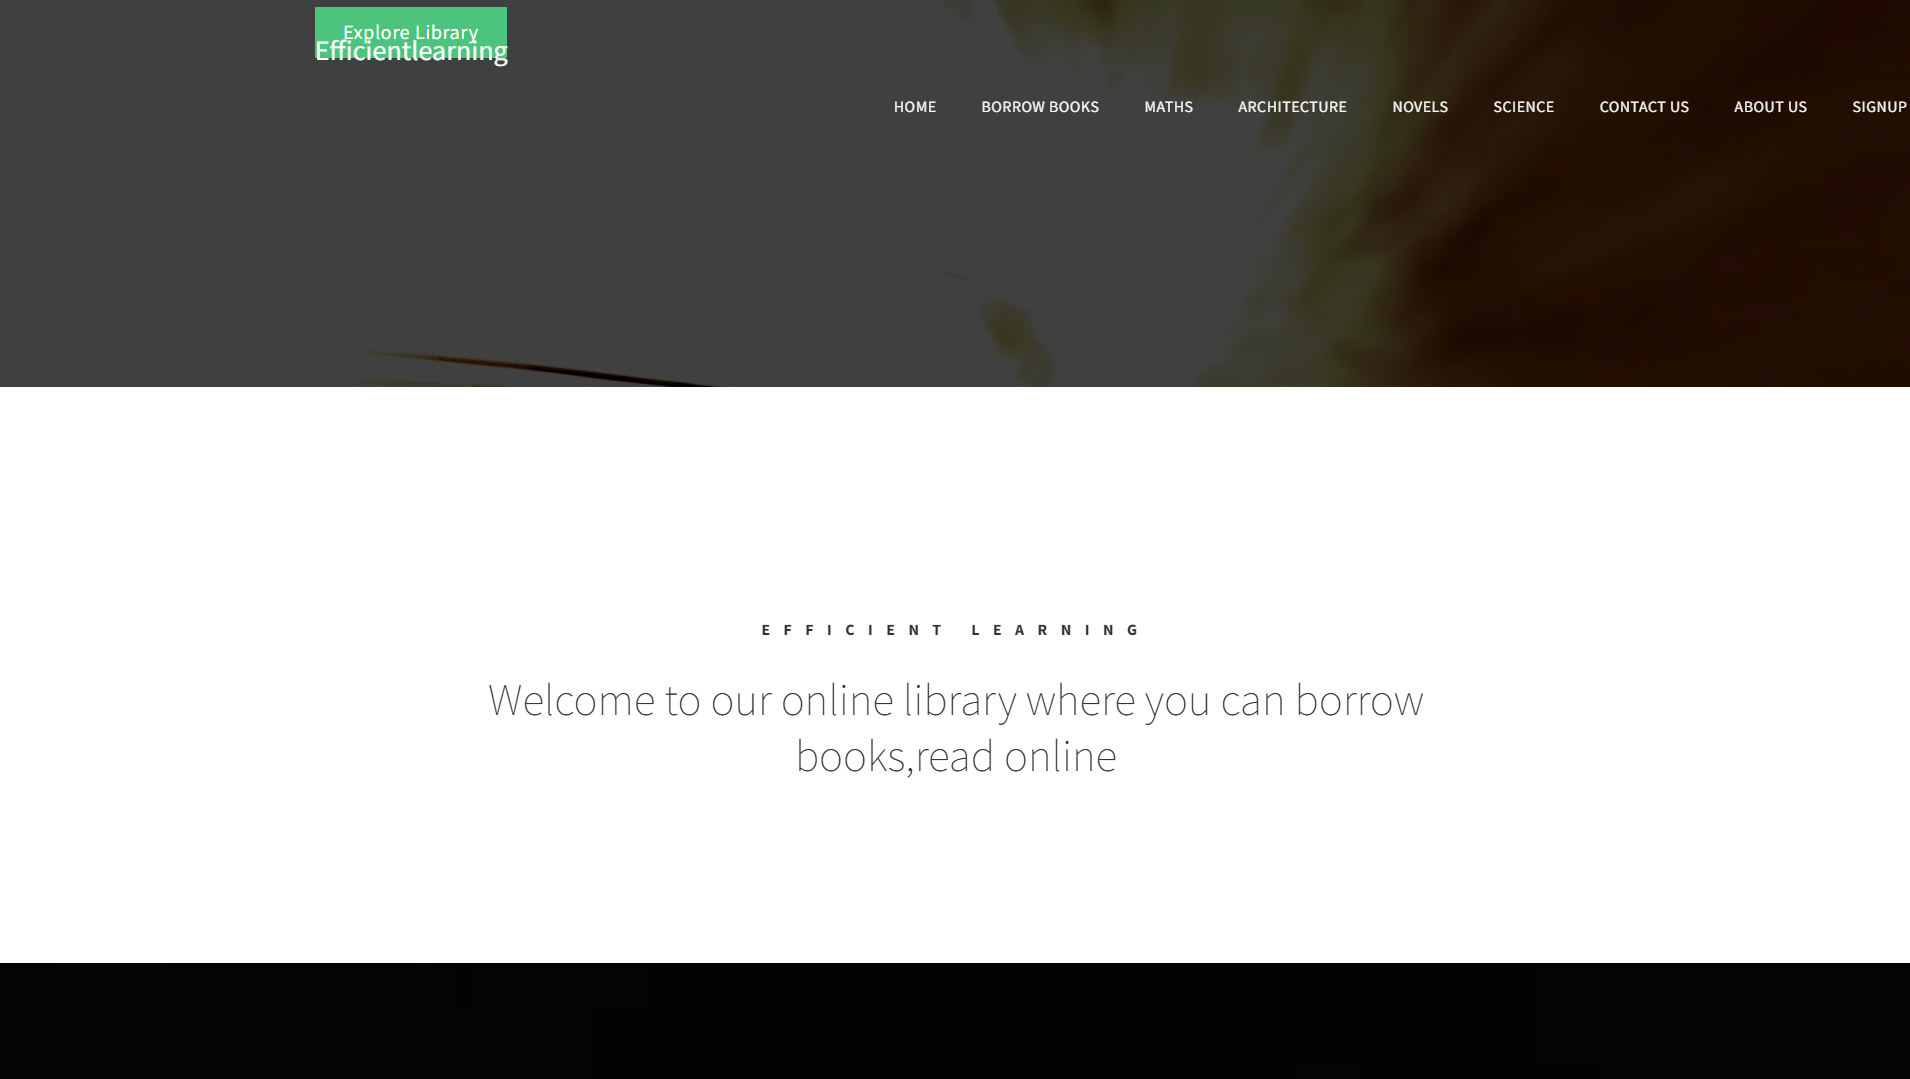 Explore Library
Efficientlearning
HOME BORROW BOOKS MATHS ARCHITECTURE NOVELS SCIENCE CONTACT US ABOUT US SIGNUP
EFFICIENT LEARNING
Welcome to our online library where you can borrow
books,read online